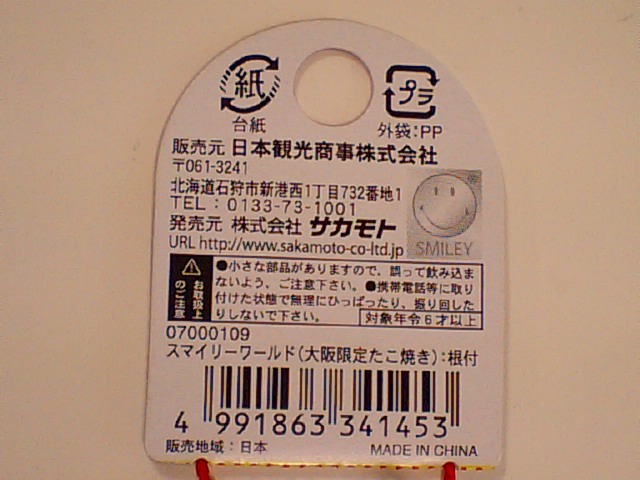 紙
プラ
台紙
外袋:PP
販売元 日本観光商事株式会社
〒061-3241
北海道石狩市新港西1丁目732番地1
TEL:0133-73-1001
発売元 株式会社 サカモト
URL http://www.sakamoto-co-ltd.jp
SMILEY
お取扱上のご注意
●小さな部品がありますので、誤って飲み込ま
ないよう、ご注意下さい。●携帯電話等に取り
付けた状態で無理にひっぱったり、振り回した
りしないで下さい。
対象年令6才以上
07000109
スマイリーワールド(大阪限定たこ焼き):根付
4 991863 341453
販売地域:日本
MADE IN CHINA